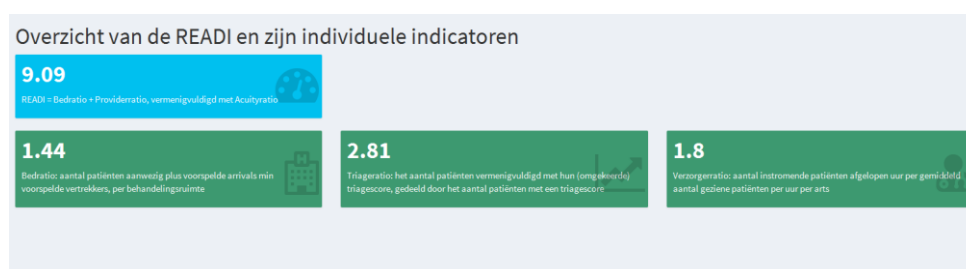 Overzicht van de READI en zijn individuele indicatoren
9.09
READI = Bedratio + Providerratio, vermenigvuldigd met Acuityratio
1.44
Bedratio: aantal patiënten aanwezig plus voorspelde arrivals min
voorspelde vertrekkers, per behandelingsruimte
2.81
Triageratio: het aantal patiënten vermenigvuldigd met hun (omgekeerde)
triagescore, gedeeld door het aantal patiënten met een triagescore
1.8
Verzorgerratio: aantal instromende patiënten afgelopen uur per gemiddeld
aantal geziene patiënten per uur per arts